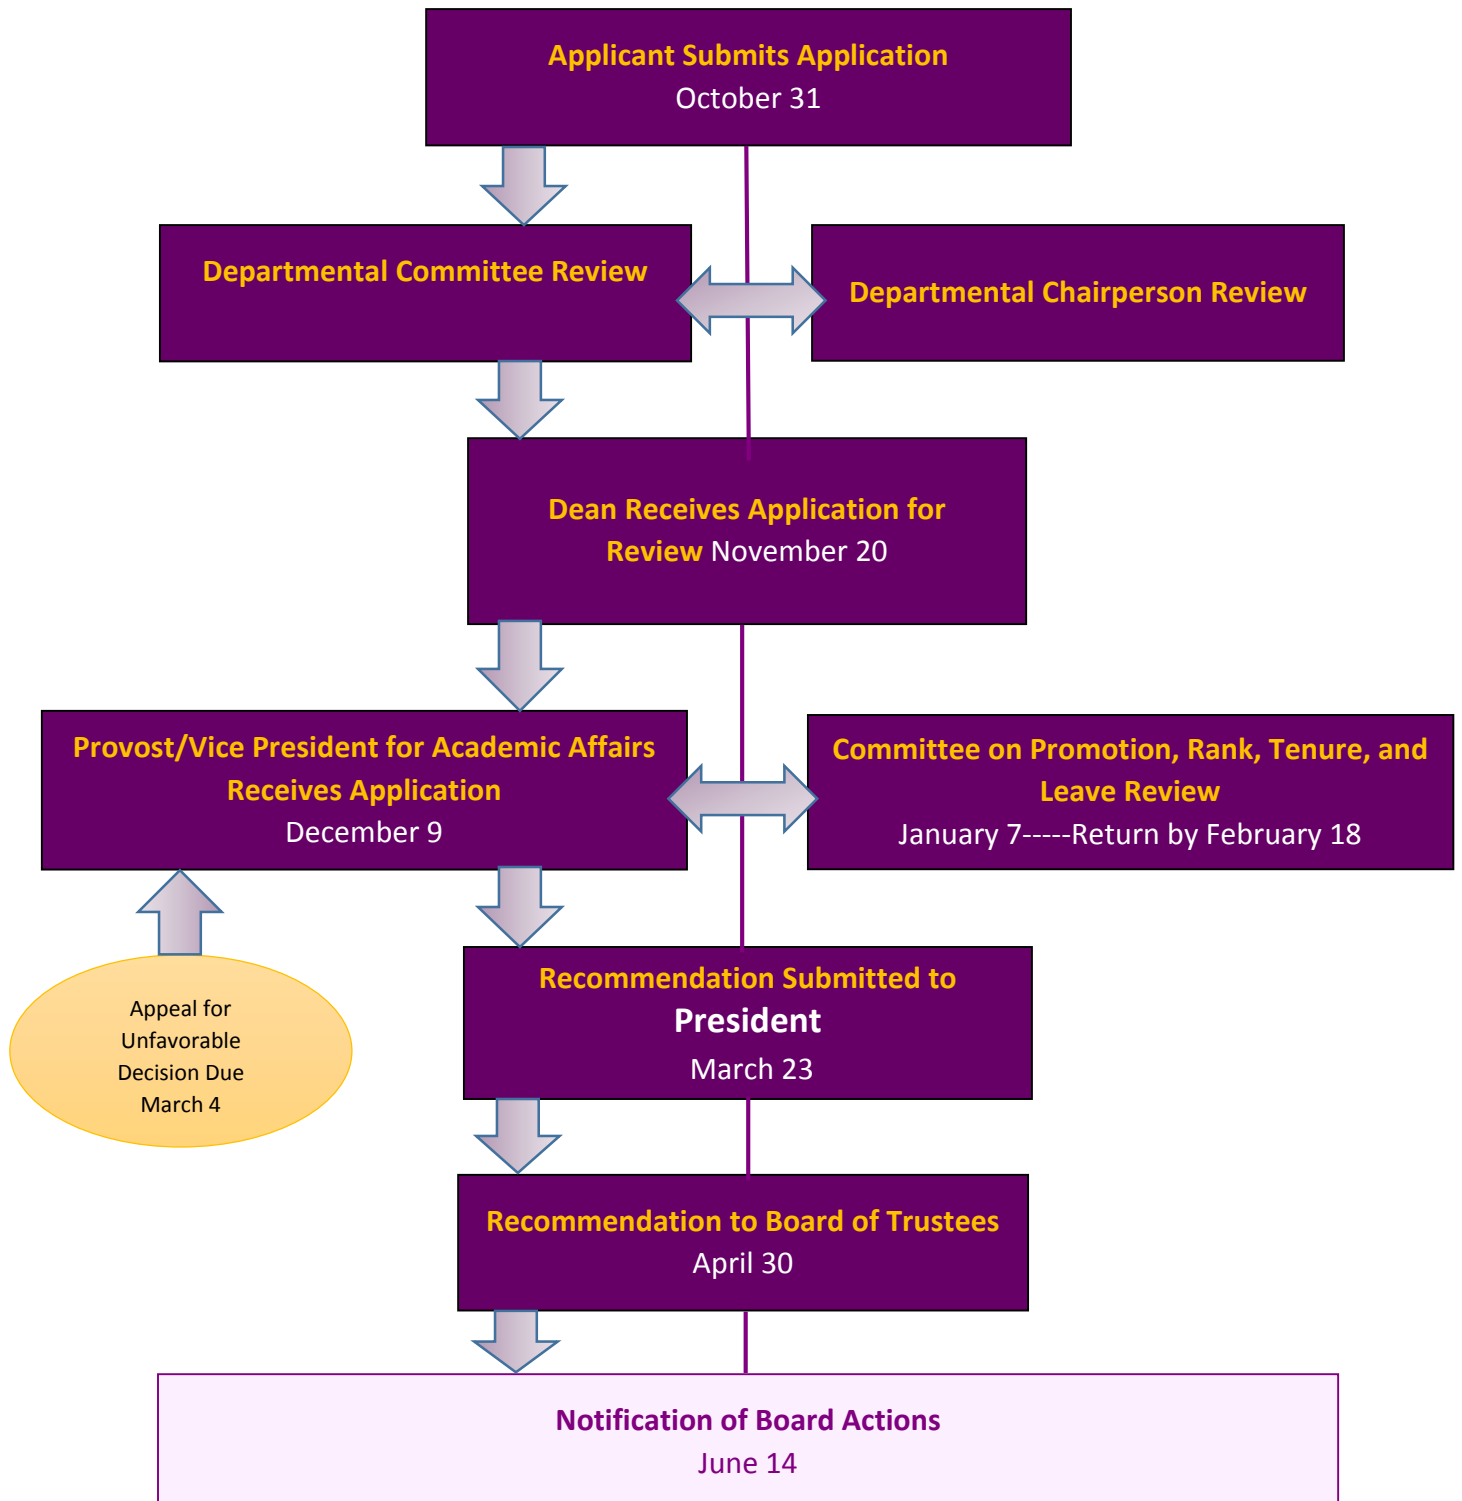 Applicant Submits Application
October 31
Departmental Committee Review
Departmental Chairperson Review
Dean Receives Application for
Review November 20
Provost/Vice President for Academic Affairs
Receives Application
December 9
Committee on Promotion, Rank, Tenure, and
Leave Review
January 7-----Return by February 18
Appeal for
Unfavorable
Decision Due
March 4
Recommendation Submitted to
President
March 23
Recommendation to Board of Trustees
April 30
Notification of Board Actions
June 14